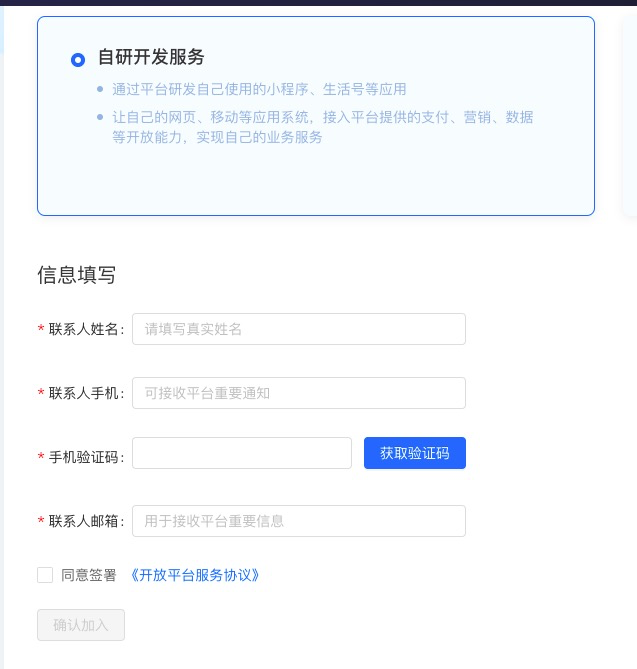 自研开发服务
通过平台研发自己使用的小程序、生活号等应用
让自己的网页、移动等应用系统，接入平台提供的支付、营销、数据
等开放能力，实现自己的业务服务
信息填写
* 联系人姓名： 请填写真实姓名
* 联系人手机： 可接收平台重要通知
* 手机验证码： 获取验证码
* 联系人邮箱： 用于接收平台重要信息
同意签署 《开放平台服务协议》
确认加入